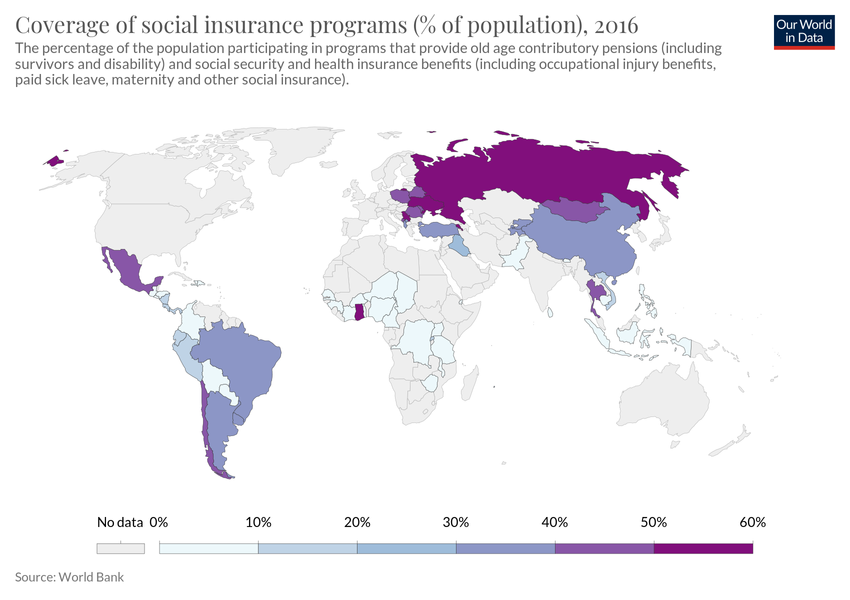 Coverage of social insurance programs (% of population), 2016
Our World
in Data
The percentage of the population participating in programs that provide old age contributory pensions (including
survivors and disability) and social security and health insurance benefits (including occupational injury benefits,
paid sick leave, maternity and other social insurance).
No data 0% 10% 20% 30% 40% 50% 60%
Source: World Bank